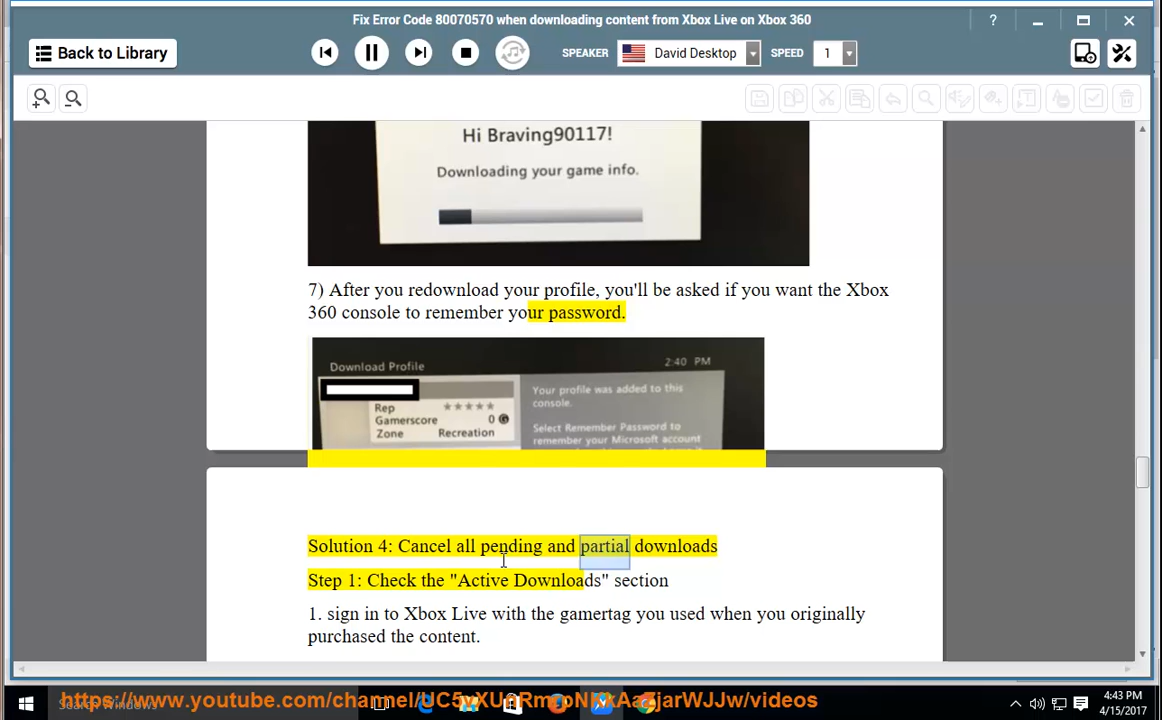 Fix Error Code 80070570 when downloading content from Xbox Live on Xbox 360
Back to Library
SPEAKER
David Desktop
SPEED
1
Hi Braving90117!
Downloading your game info.
7) After you redownload your profile, you'll be asked if you want the Xbox
360 console to remember your password.
Download Profile
2:40 PM
Rep
Gamerscore 0 G
Zone Recreation
Your profile was added to this
console.
Select Remember Password to
remember your Microsoft account
Solution 4: Cancel all pending and partial downloads
Step 1: Check the "Active Downloads" section
1. sign in to Xbox Live with the gamertag you used when you originally
purchased the content.
Search Windows
4:43 PM
4/15/2017